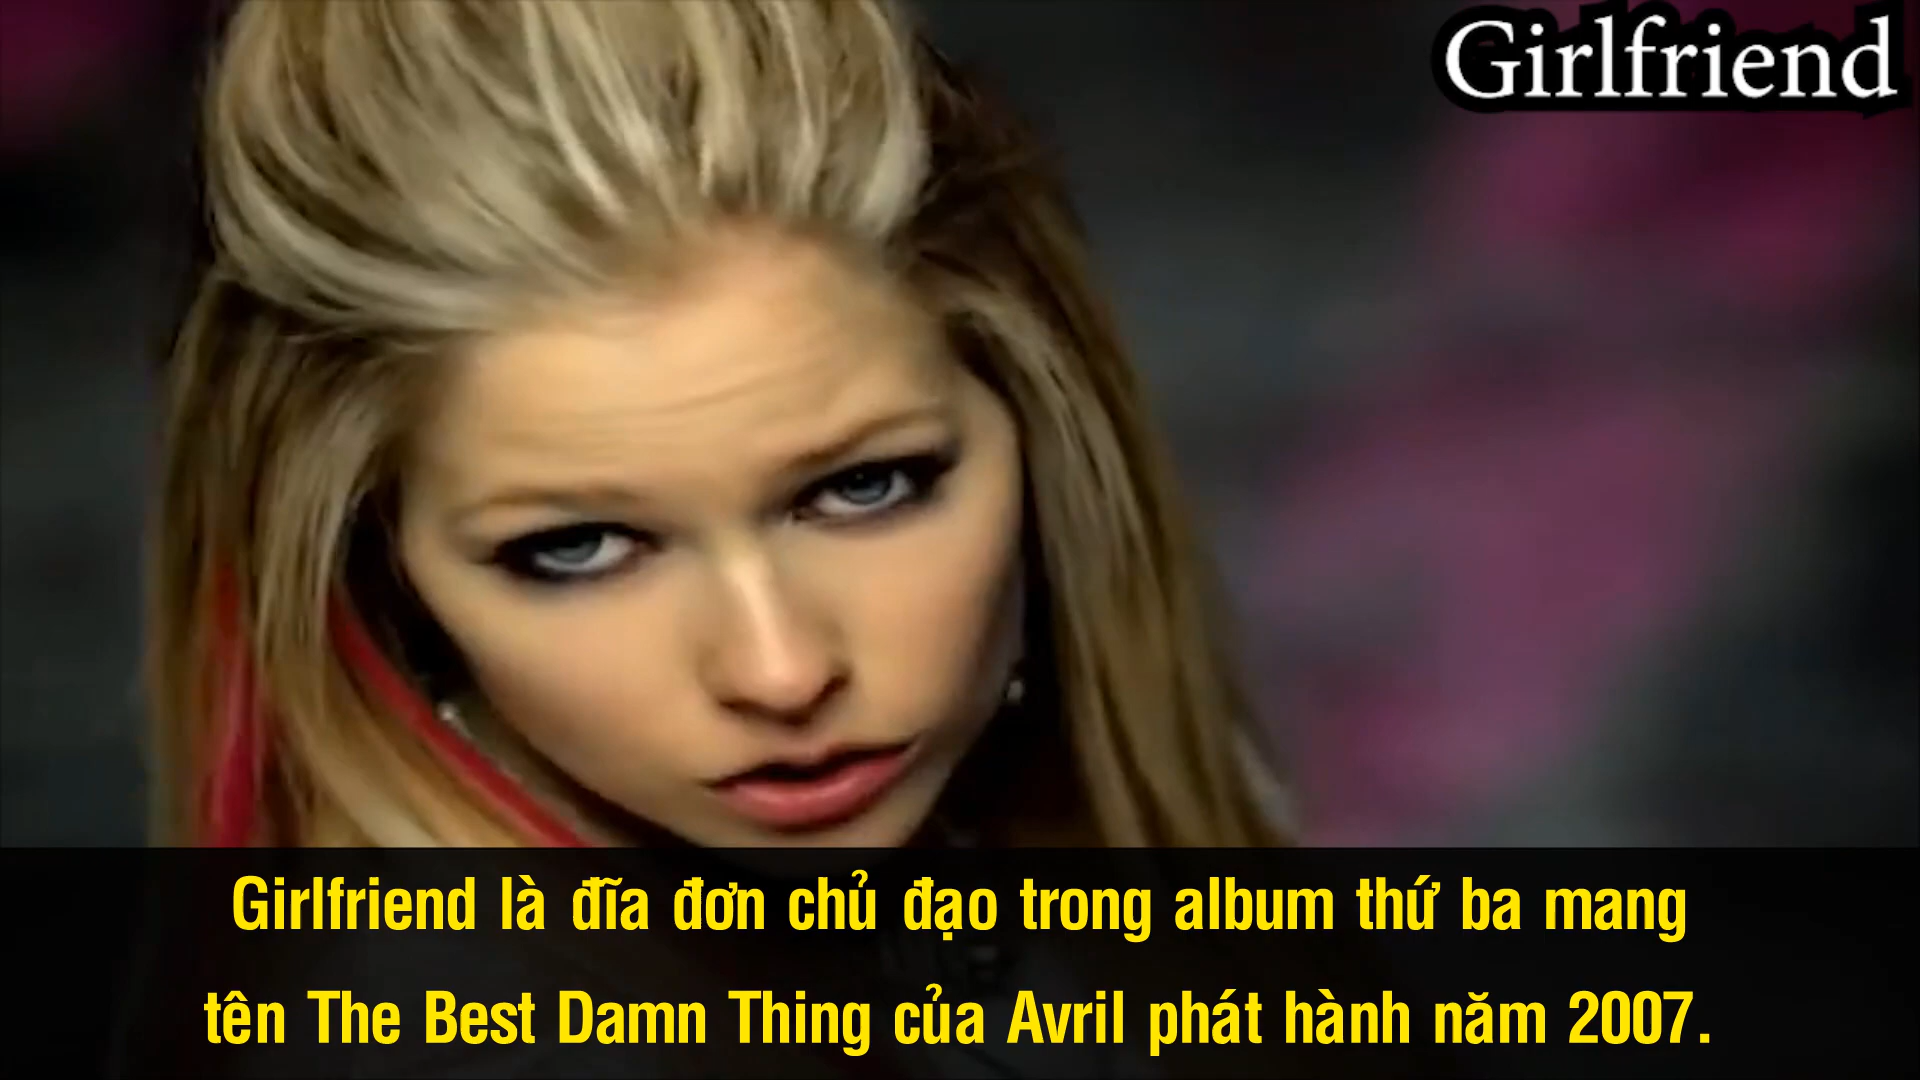 Girlfriend
Girlfriend là đĩa đơn chủ đạo trong album thứ ba mang
tên The Best Damn Thing của Avril phát hành năm 2007.